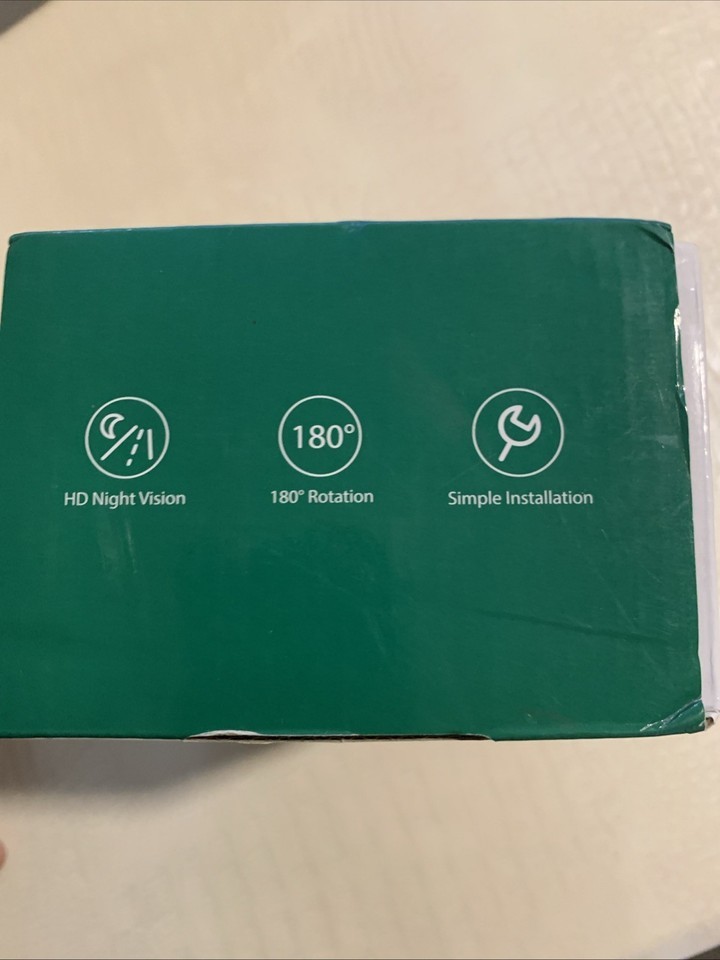 180°
HD Night Vision
180° Rotation
Simple Installation